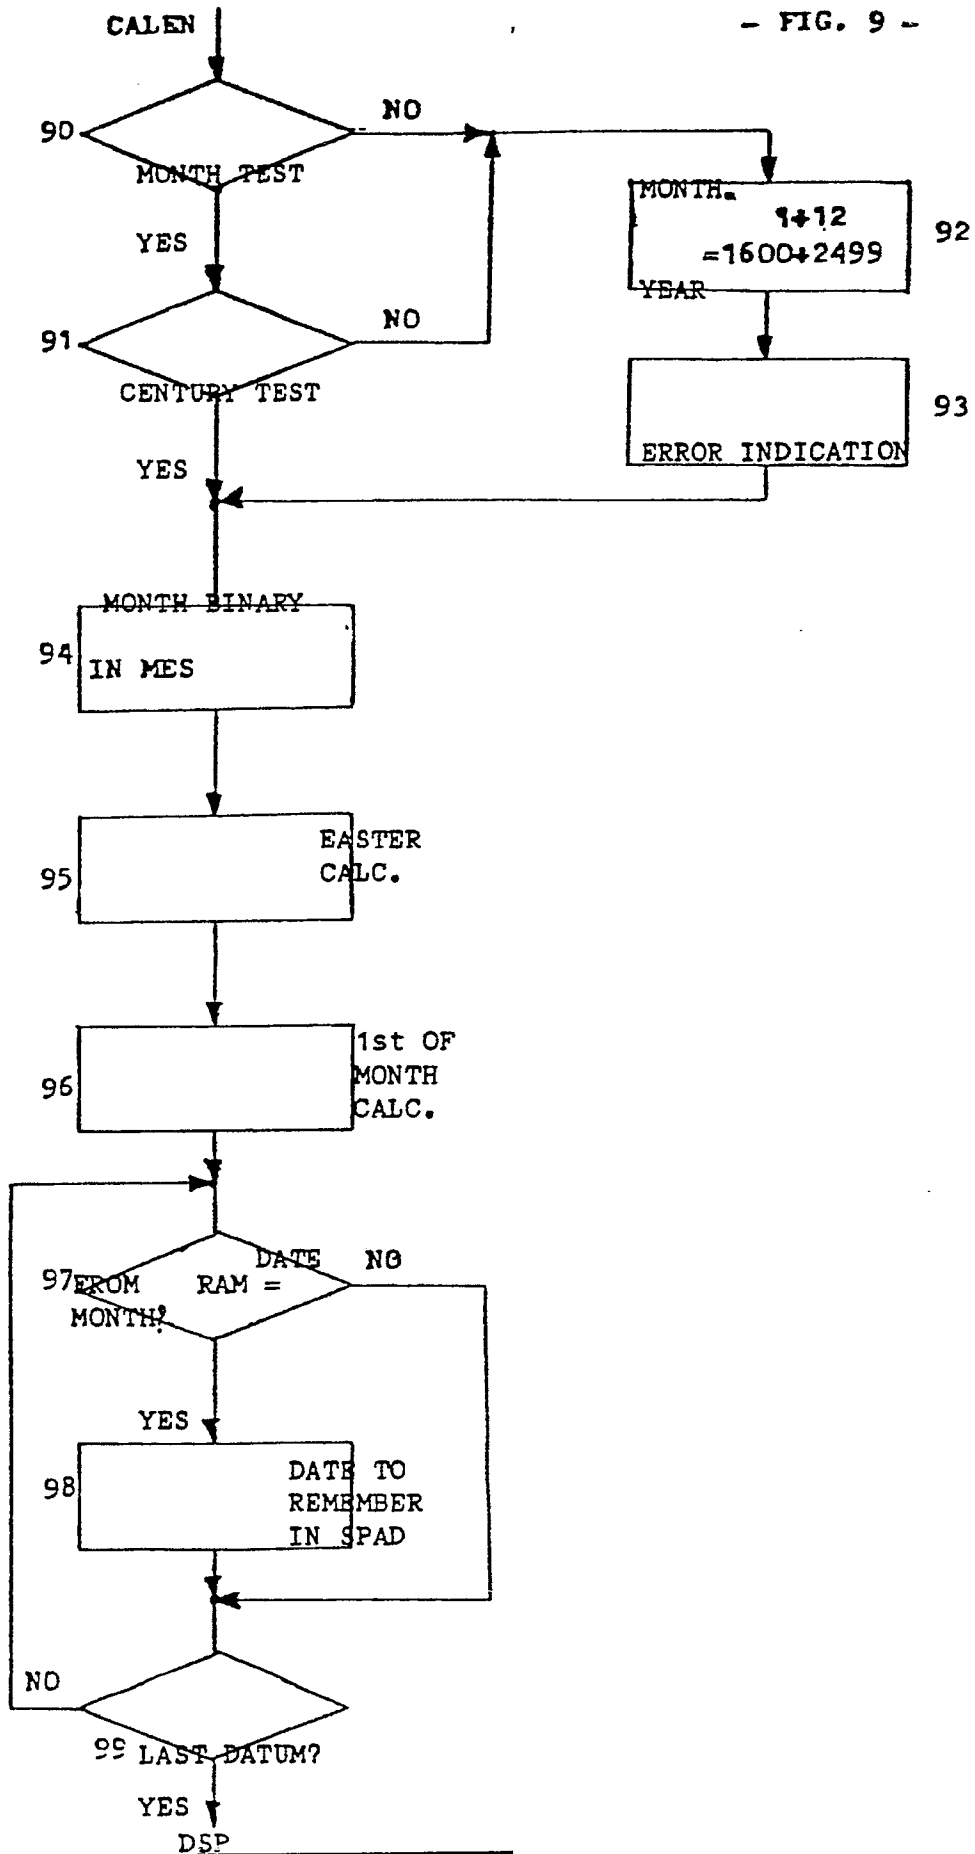 CALEN
- FIG. 9 -
90
NO
MONTH TEST
MONTH.
1÷12
=1600÷2499
YEAR
92
YES
91
NO
CENTURY TEST
93
ERROR INDICATION
YES
MONTH BINARY
94
IN MES
EASTER
CALC.
95
1st OF
MONTH
CALC.
96
DATE
NO
97
FROM RAM =
MONTH?
YES
98
DATE TO
REMEMBER
IN SPAD
NO
99 LAST DATUM?
YES
DSP